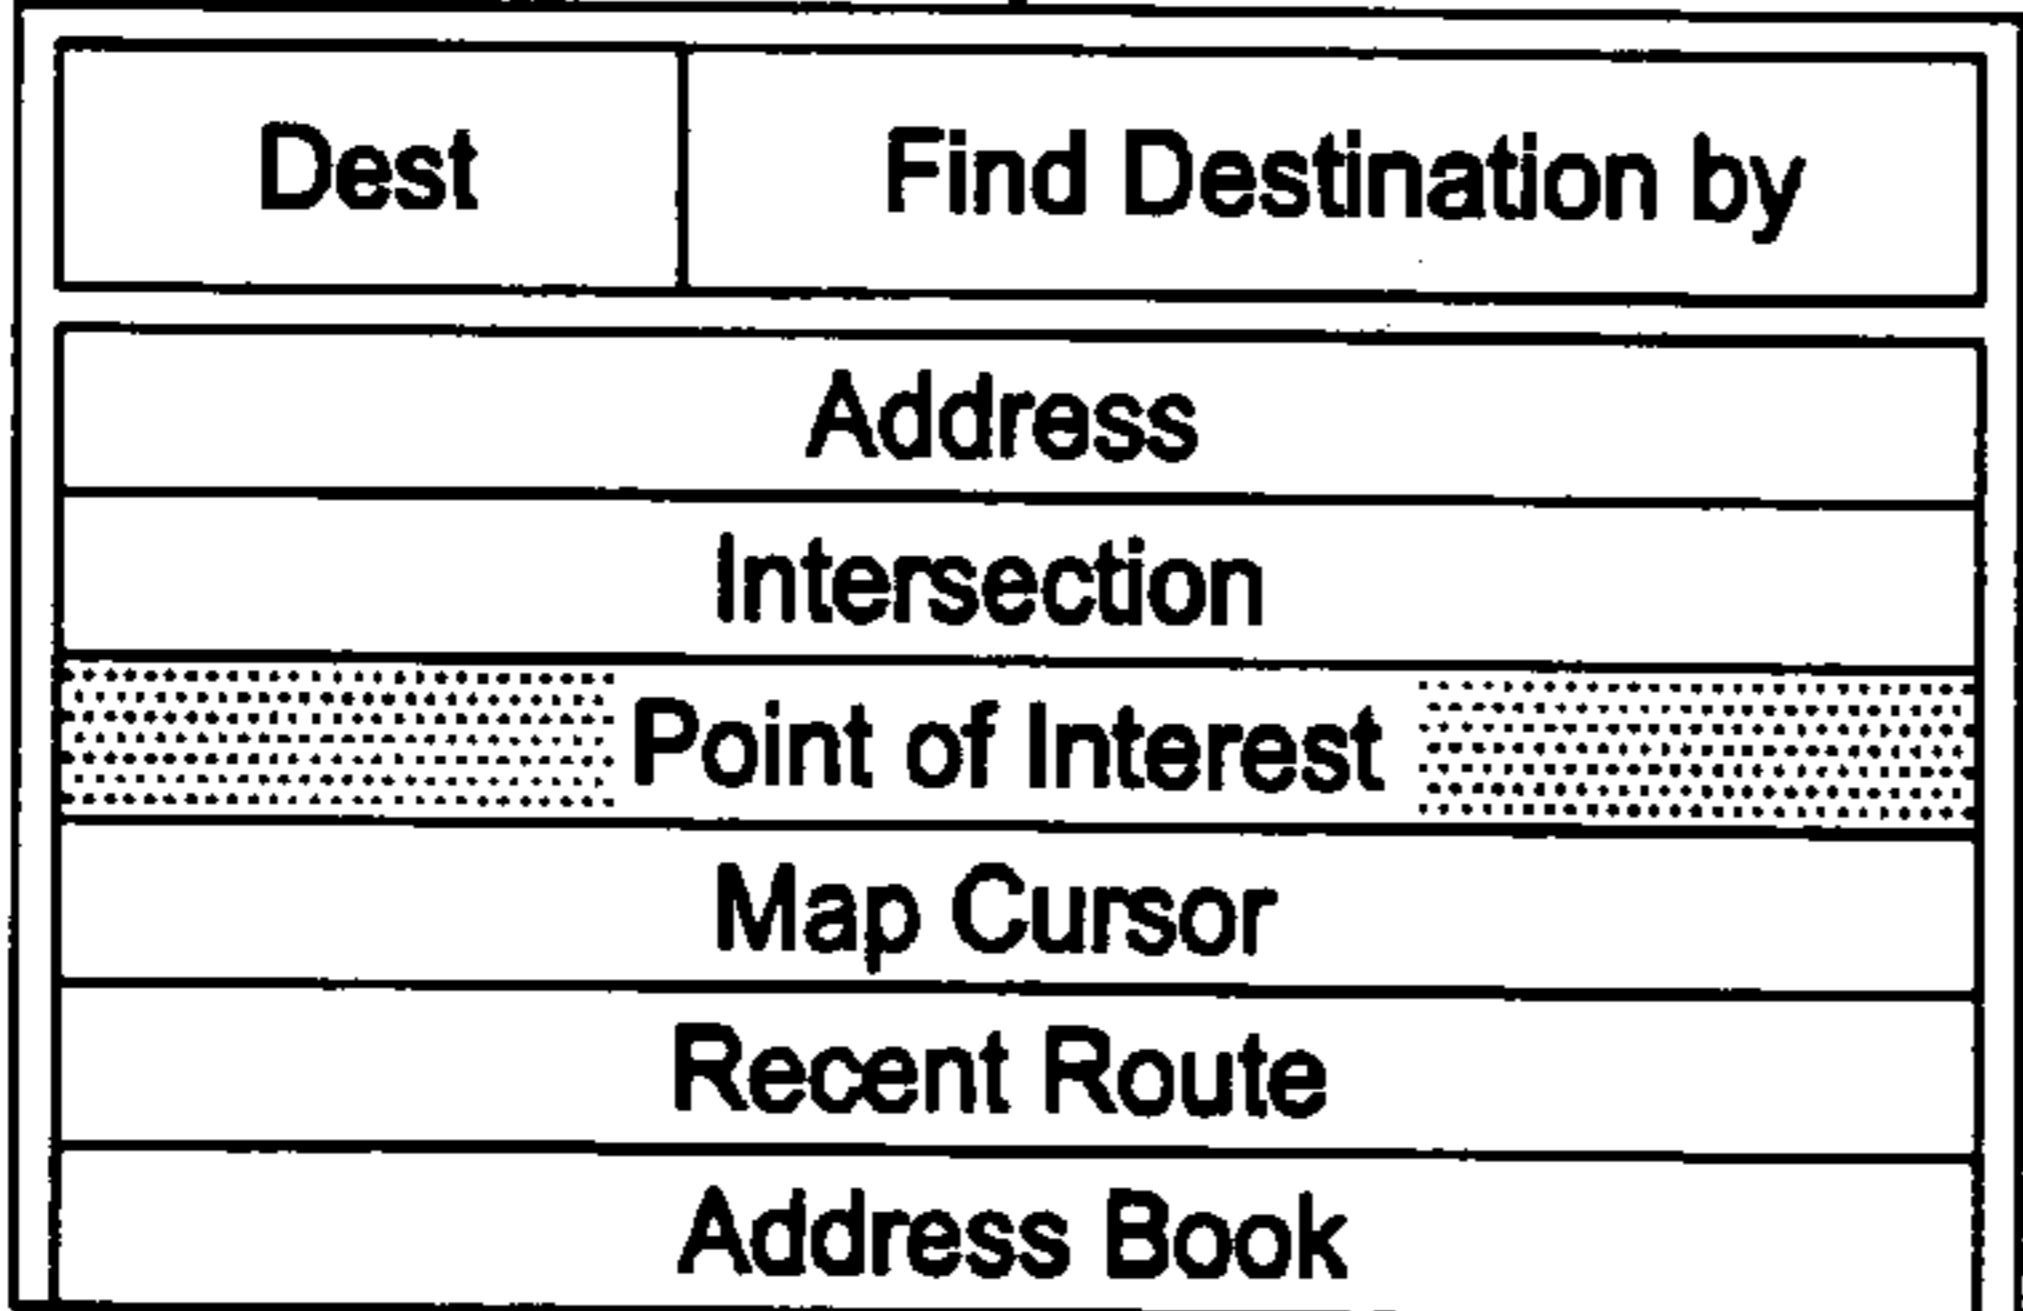 Dest Find Destination by
Address
Intersection
Point of Interest
Map Cursor
Recent Route
Address Book